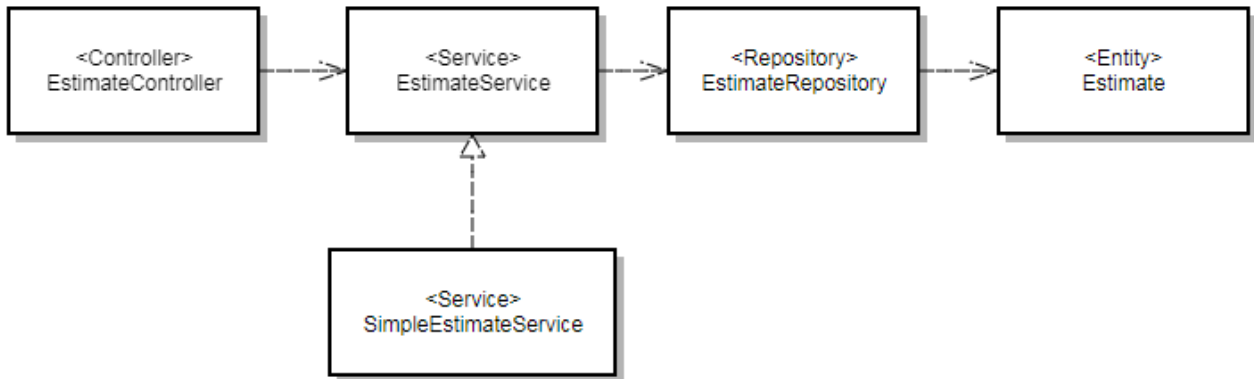 <Controller>
EstimateController
<Service>
EstimateService
<Repository>
EstimateRepository
<Entity>
Estimate
<Service>
SimpleEstimateService